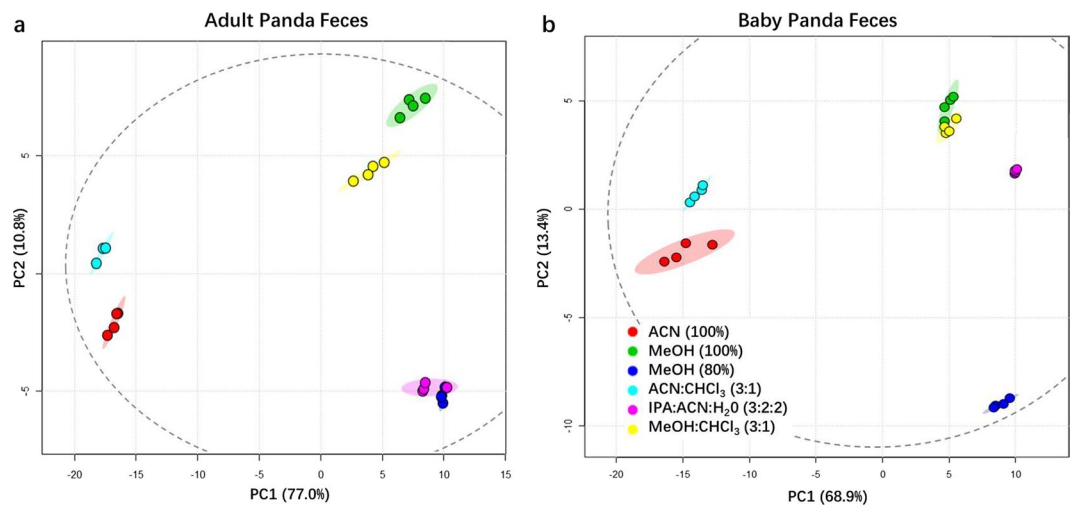 a
Adult Panda Feces
5
2
-5
PC2 (10.8%)
-20
-15
-10
-5
0
5
10
15
PC1 (77.0%)
b
Baby Panda Feces
5
0
-5
-10
PC2 (13.4%)
ACN (100%)
MeOH (100%)
MeOH (80%)
ACN:CHCl₃ (3:1)
IPA:ACN:H₂0 (3:2:2)
MeOH:CHCl₃ (3:1)
-20
-15
-10
-5
0
5
10
PC1 (68.9%)